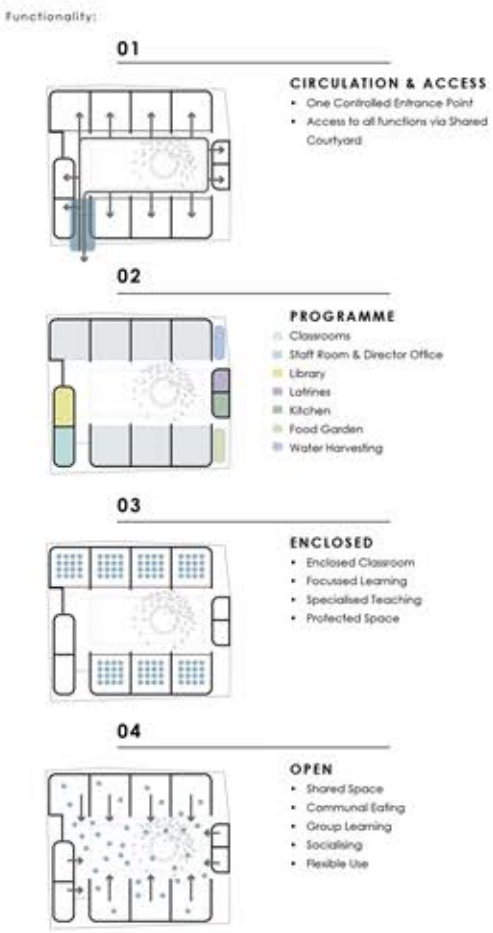 Functionality:
01
CIRCULATION & ACCESS
• One Controlled Entrance Point
• Access to all functions via Shared
Courtyard
02
PROGRAMME
Classrooms
Staff Room & Director Office
Library
Latrines
Kitchen
Food Garden
Water Harvesting
03
ENCLOSED
• Enclosed Classroom
• Focussed Learning
• Specialised Teaching
• Protected Space
04
OPEN
• Shared Space
• Communal Eating
• Group Learning
• Socialising
• Flexible Use